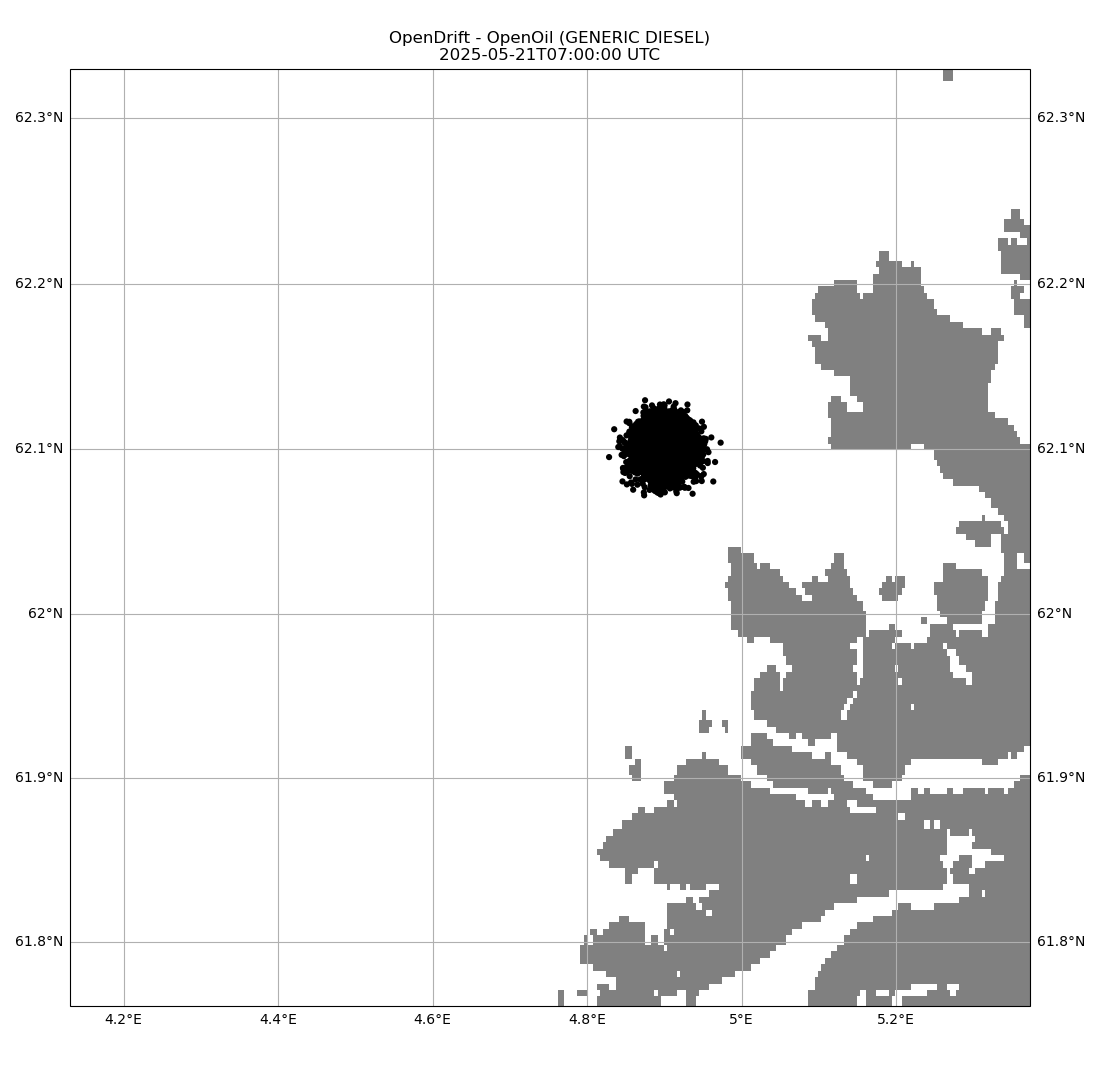 OpenDrift - OpenOil (GENERIC DIESEL)
2025-05-21T07:00:00 UTC
62.3°N 62.3°N
62.2°N 62.2°N
62.1°N 62.1°N
62°N 62°N
61.9°N 61.9°N
61.8°N 61.8°N
4.2°E 4.4°E 4.6°E 4.8°E 5°E 5.2°E